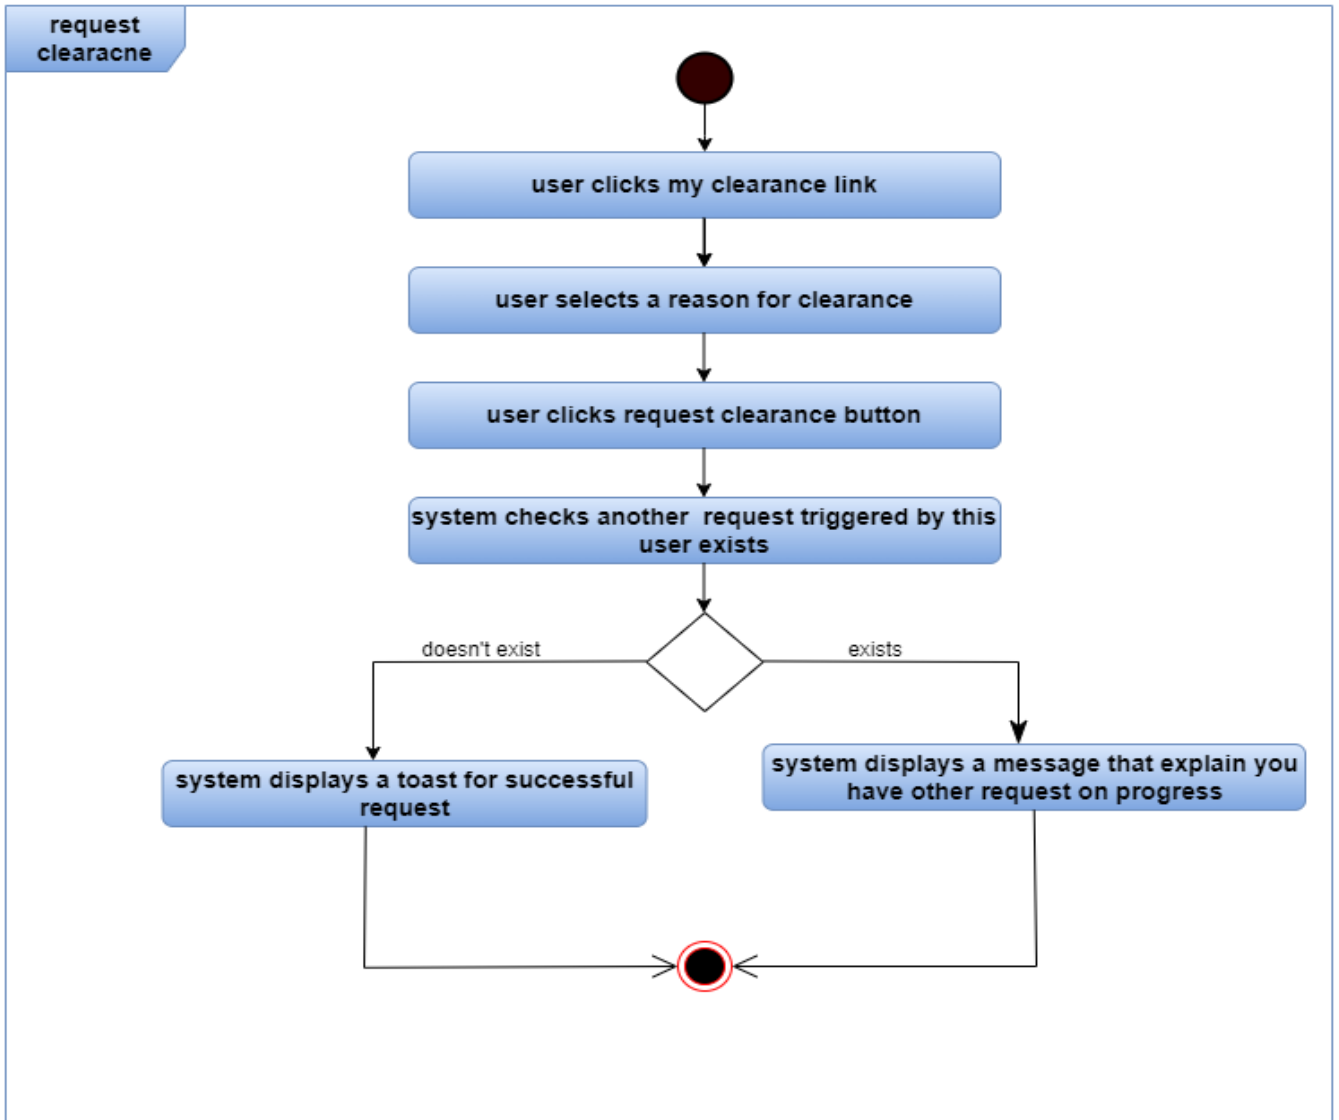 request
clearacne
user clicks my clearance link
user selects a reason for clearance
user clicks request clearance button
system checks another  request triggered by this
user exists
doesn't exist
exists
system displays a toast for successful
request
system displays a message that explain you
have other request on progress